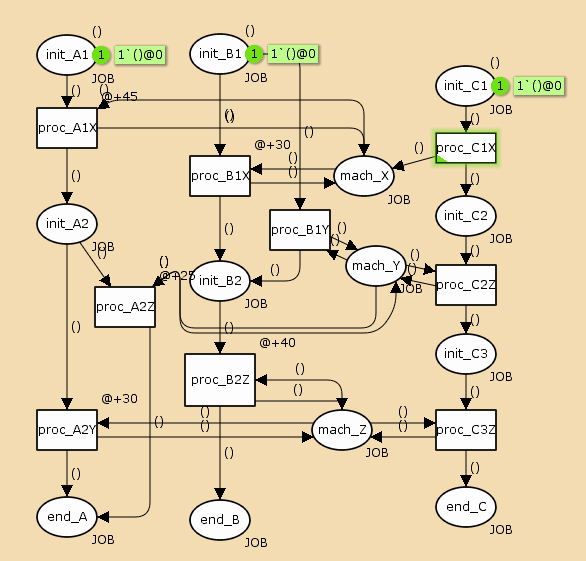 ()
init_A1 1 1`()@0
JOB
()
init_B1 1 1`()@0
JOB
()
init_C1 1 1`()@0
JOB
()
()
@+45
()
proc_A1X
()
()
@+30
()
()
proc_B1X
mach_X
JOB
()
()
proc_C1X
()
init_A2
JOB
()
()
proc_B1Y
()
()
init_C2
JOB
()
()
@+25
init_B2
JOB
()
mach_Y
JOB
()
()
proc_C2Z
proc_A2Z
()
()
()
@+40
init_C3
JOB
()
proc_B2Z
()
()
@+30
proc_A2Y
()
()
()
mach_Z
JOB
()
()
proc_C3Z
()
()
()
end_A
JOB
end_B
JOB
end_C
JOB